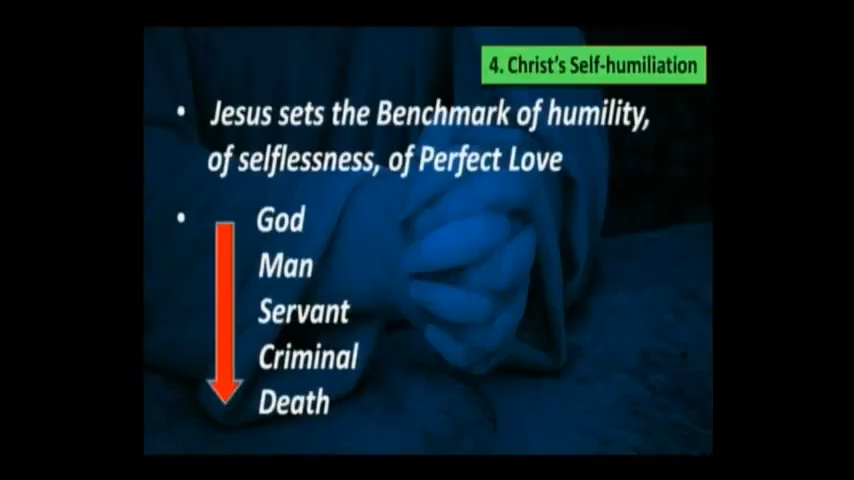 4. Christ's Self-humiliation
• Jesus sets the Benchmark of humility,
of selflessness, of Perfect Love
• God
Man
Servant
Criminal
Death